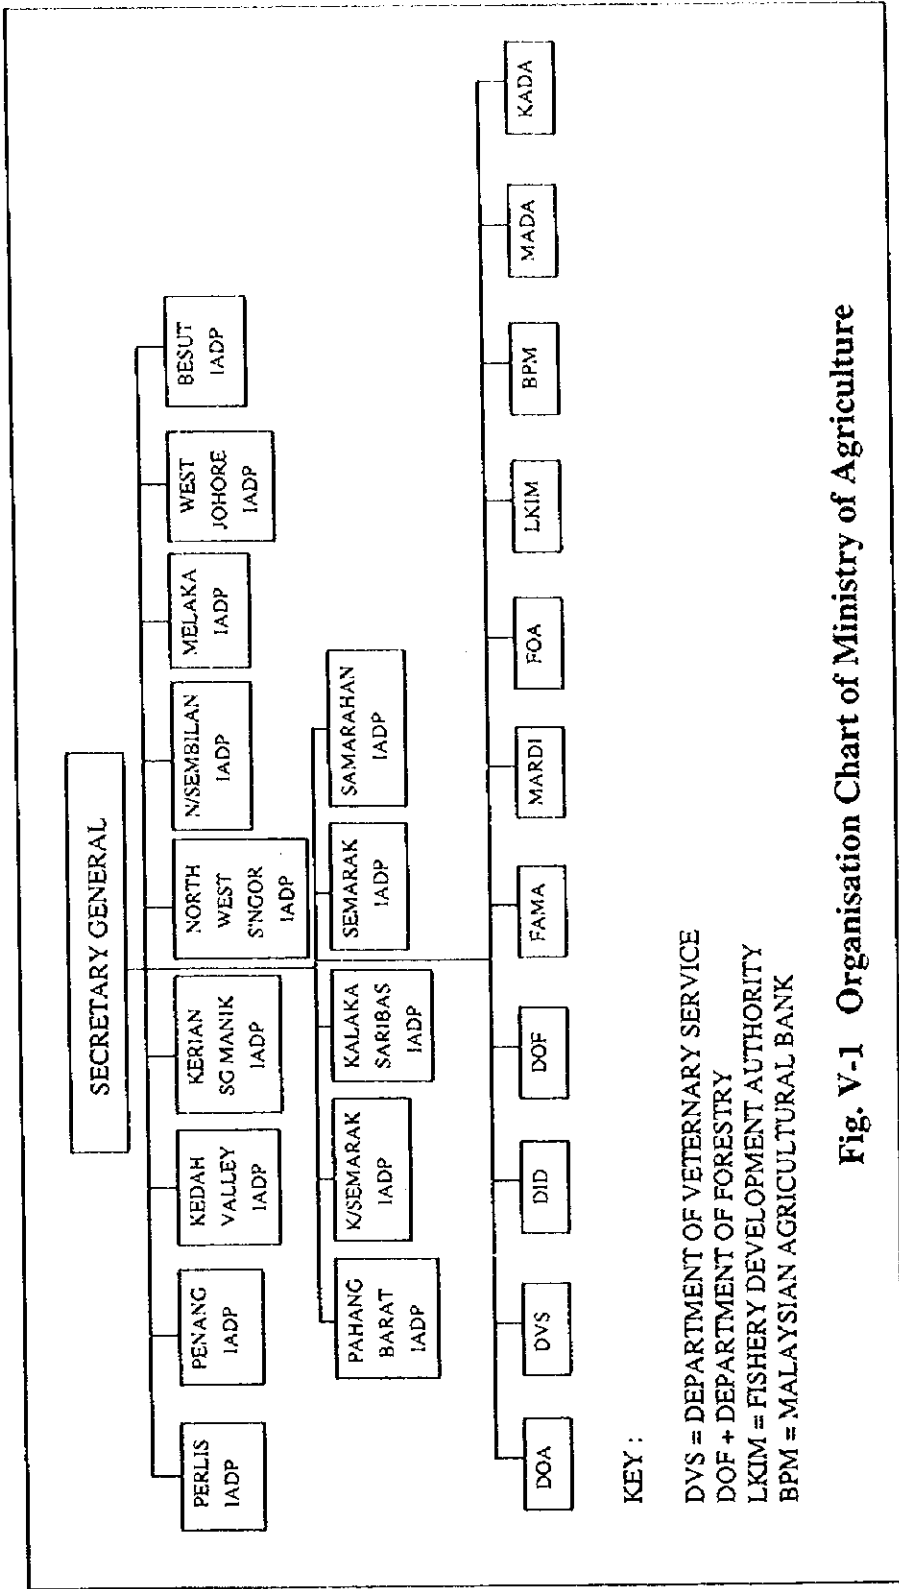 SECRETARY GENERAL
PERLIS
IADP
PENANG
IADP
KEDAH
VALLEY
IADP
KERIAN
SG MANIK
IADP
NORTH
WEST
S'NGOR
IADP
N/SEMBILAN
IADP
MELAKA
IADP
WEST
JOHORE
IADP
BESUT
IADP
PAHANG
BARAT
IADP
K/SEMARAK
IADP
KALAKA
SARIBAS
IADP
SEMARAK
IADP
SAMARAHAN
IADP
DOA
DVS
DID
DOF
FAMA
MARDI
FOA
LKIM
BPM
MADA
KADA
KEY :
DVS = DEPARTMENT OF VETERNARY SERVICE
DOF + DEPARTMENT OF FORESTRY
LKIM = FISHERY DEVELOPMENT AUTHORITY
BPM = MALAYSIAN AGRICULTURAL BANK
Fig. V-1 Organisation Chart of Ministry of Agriculture